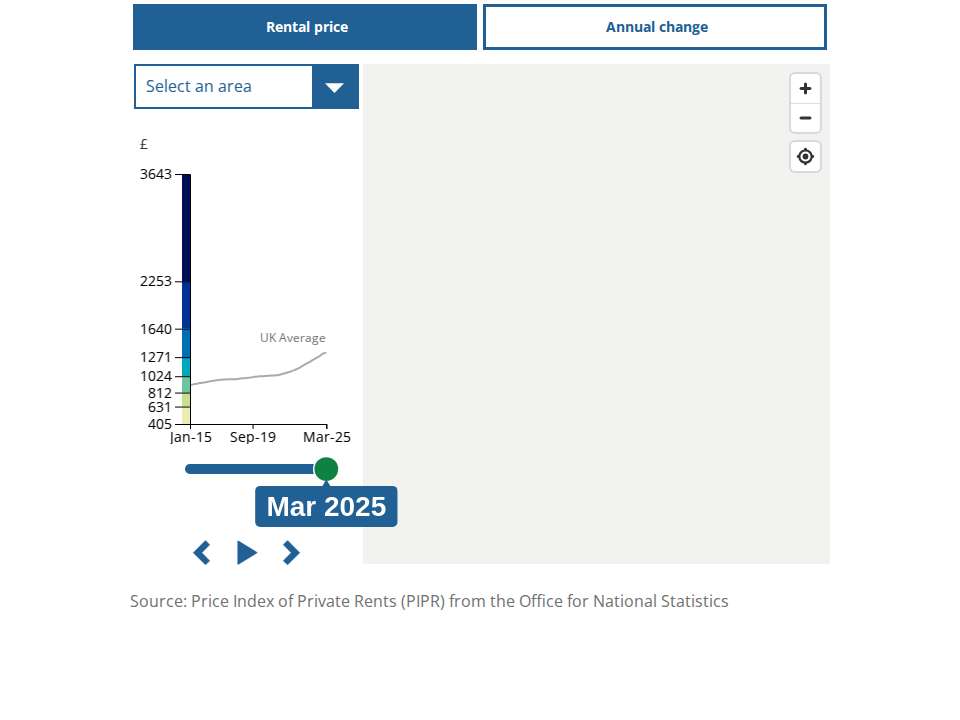 Rental price
Annual change
Select an area
£
3643
2253
1640
1271
1024
812
631
405
UK Average
Jan-15 Sep-19 Mar-25
Mar 2025
Source: Price Index of Private Rents (PIPR) from the Office for National Statistics